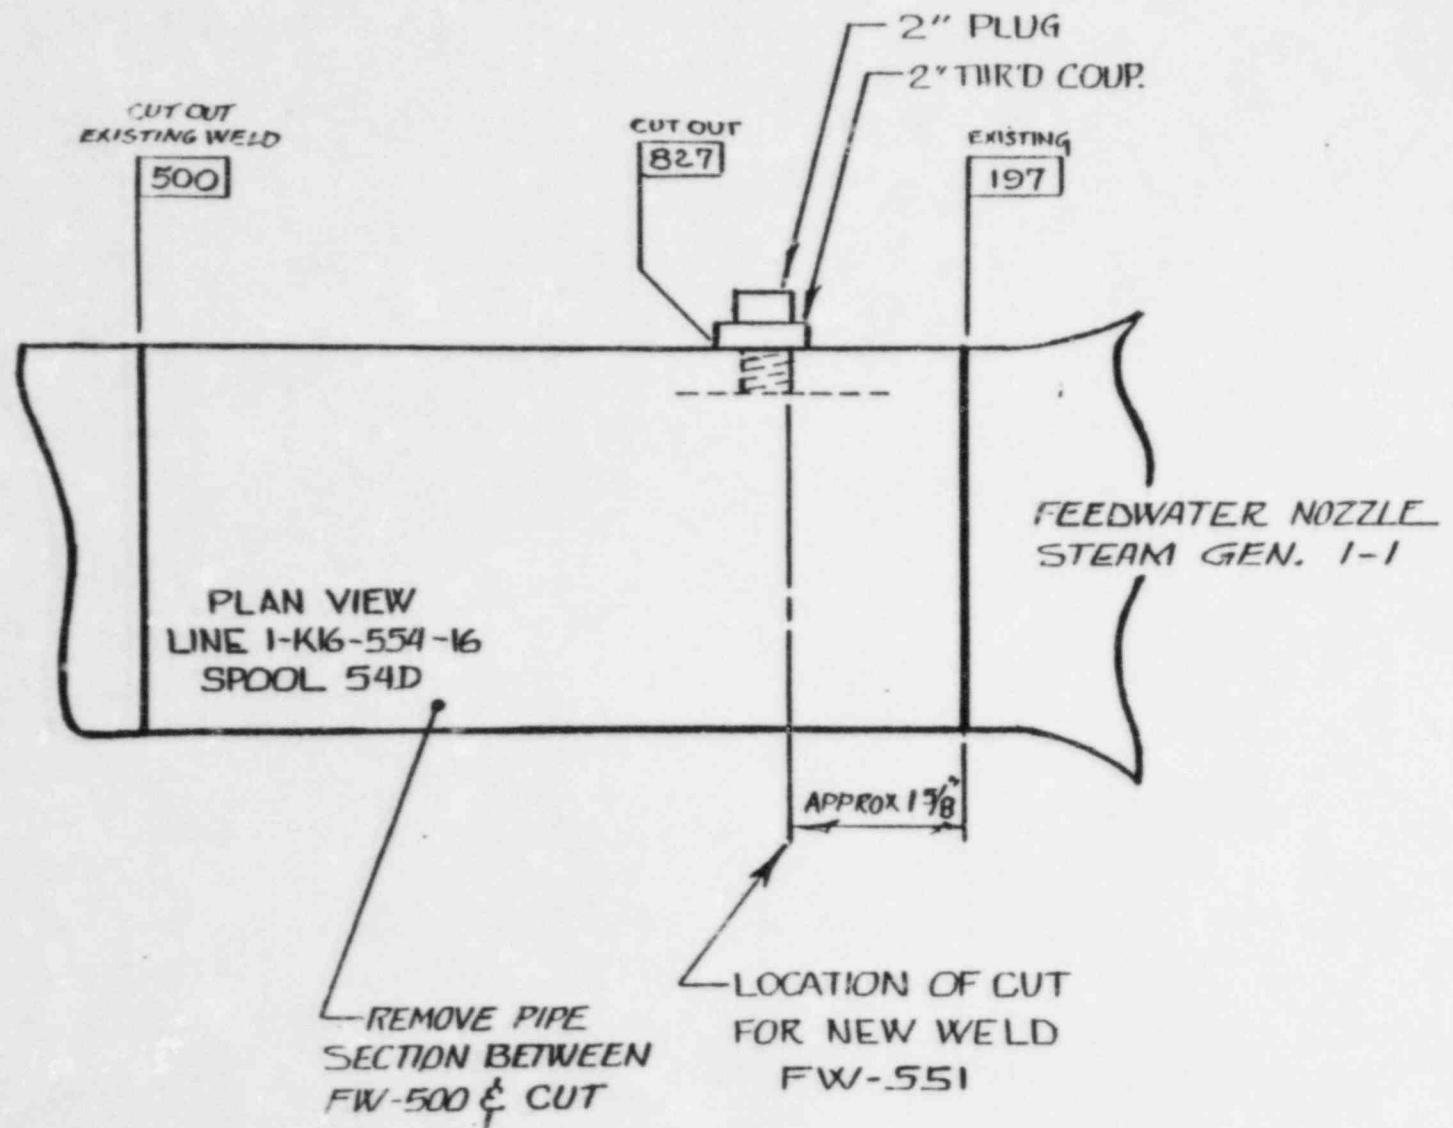 2" PLUG
2" THR'D COUP.
CUT OUT
EXISTING WELD
500
CUT OUT
827
EXISTING
197
FEEDWATER NOZZLE
STEAM GEN. 1-1
PLAN VIEW
LINE 1-K16-554-16
SPOOL 54D
APPROX 1 5/8"
REMOVE PIPE
SECTION BETWEEN
FW-500 & CUT
LOCATION OF CUT
FOR NEW WELD
FW-551